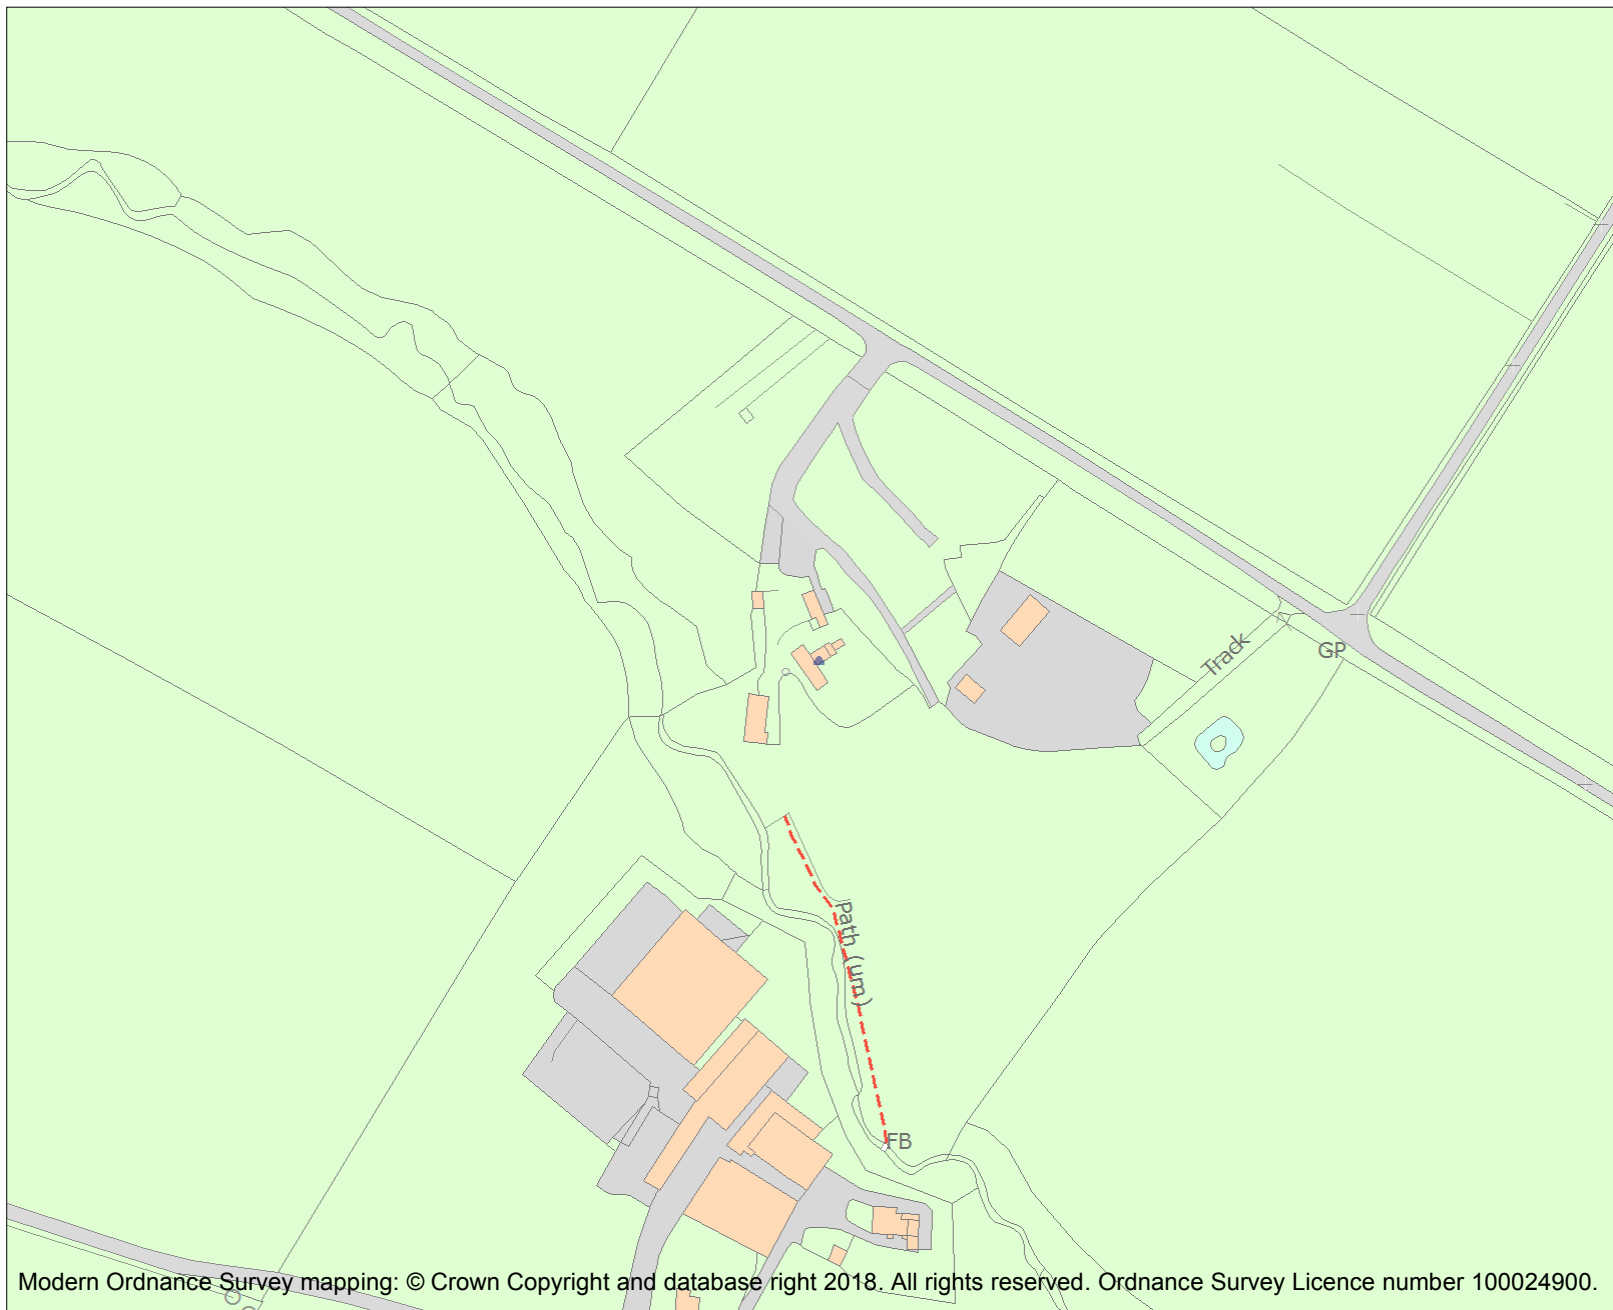 Track
GP
Path (um)
FB
Modern Ordnance Survey mapping: © Crown Copyright and database right 2018. All rights reserved. Ordnance Survey Licence number 100024900.